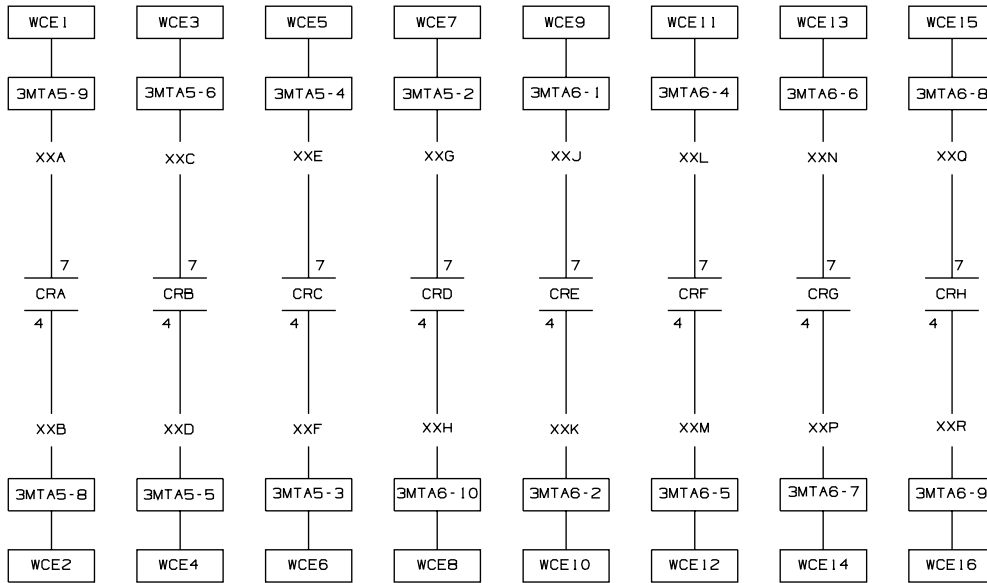 WCE1 WCE3 WCE5 WCE7 WCE9 WCE11 WCE13 WCE15
3MTA5-9 3MTA5-6 3MTA5-4 3MTA5-2 3MTA6-1 3MTA6-4 3MTA6-6 3MTA6-8
XXA XXC XXE XXG XXJ XXL XXN XXQ
7 7 7 7 7 7 7 7
CRA CRB CRC CRD CRE CRF CRG CRH
4 4 4 4 4 4 4 4
XXB XXD XXF XXH XXK XXM XXP XXR
3MTA5-8 3MTA5-5 3MTA5-3 3MTA6-10 3MTA6-2 3MTA6-5 3MTA6-7 3MTA6-9
WCE2 WCE4 WCE6 WCE8 WCE10 WCE12 WCE14 WCE16